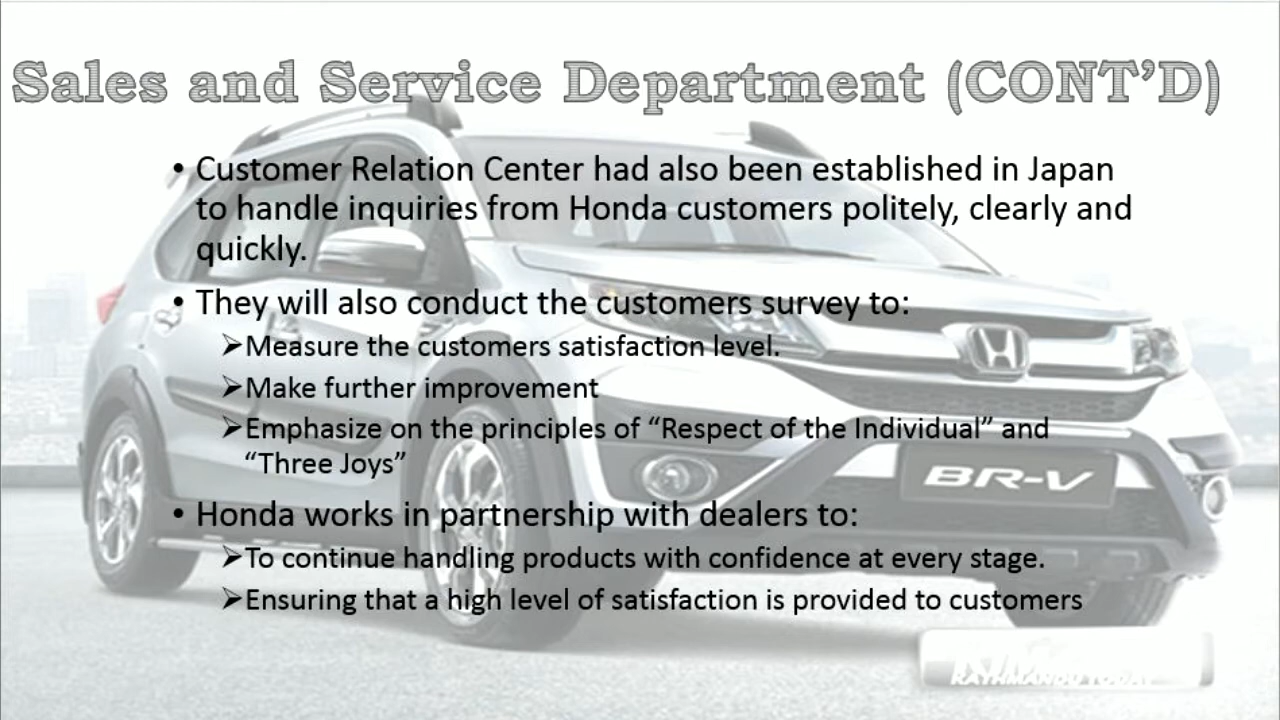 Sales and Service Department (CONT’D)
• Customer Relation Center had also been established in Japan
to handle inquiries from Honda customers politely, clearly and
quickly.
• They will also conduct the customers survey to:
➢Measure the customers satisfaction level.
➢Make further improvement
➢Emphasize on the principles of “Respect of the Individual” and
“Three Joys”
• Honda works in partnership with dealers to:
➢To continue handling products with confidence at every stage.
➢Ensuring that a high level of satisfaction is provided to customers
BR-V